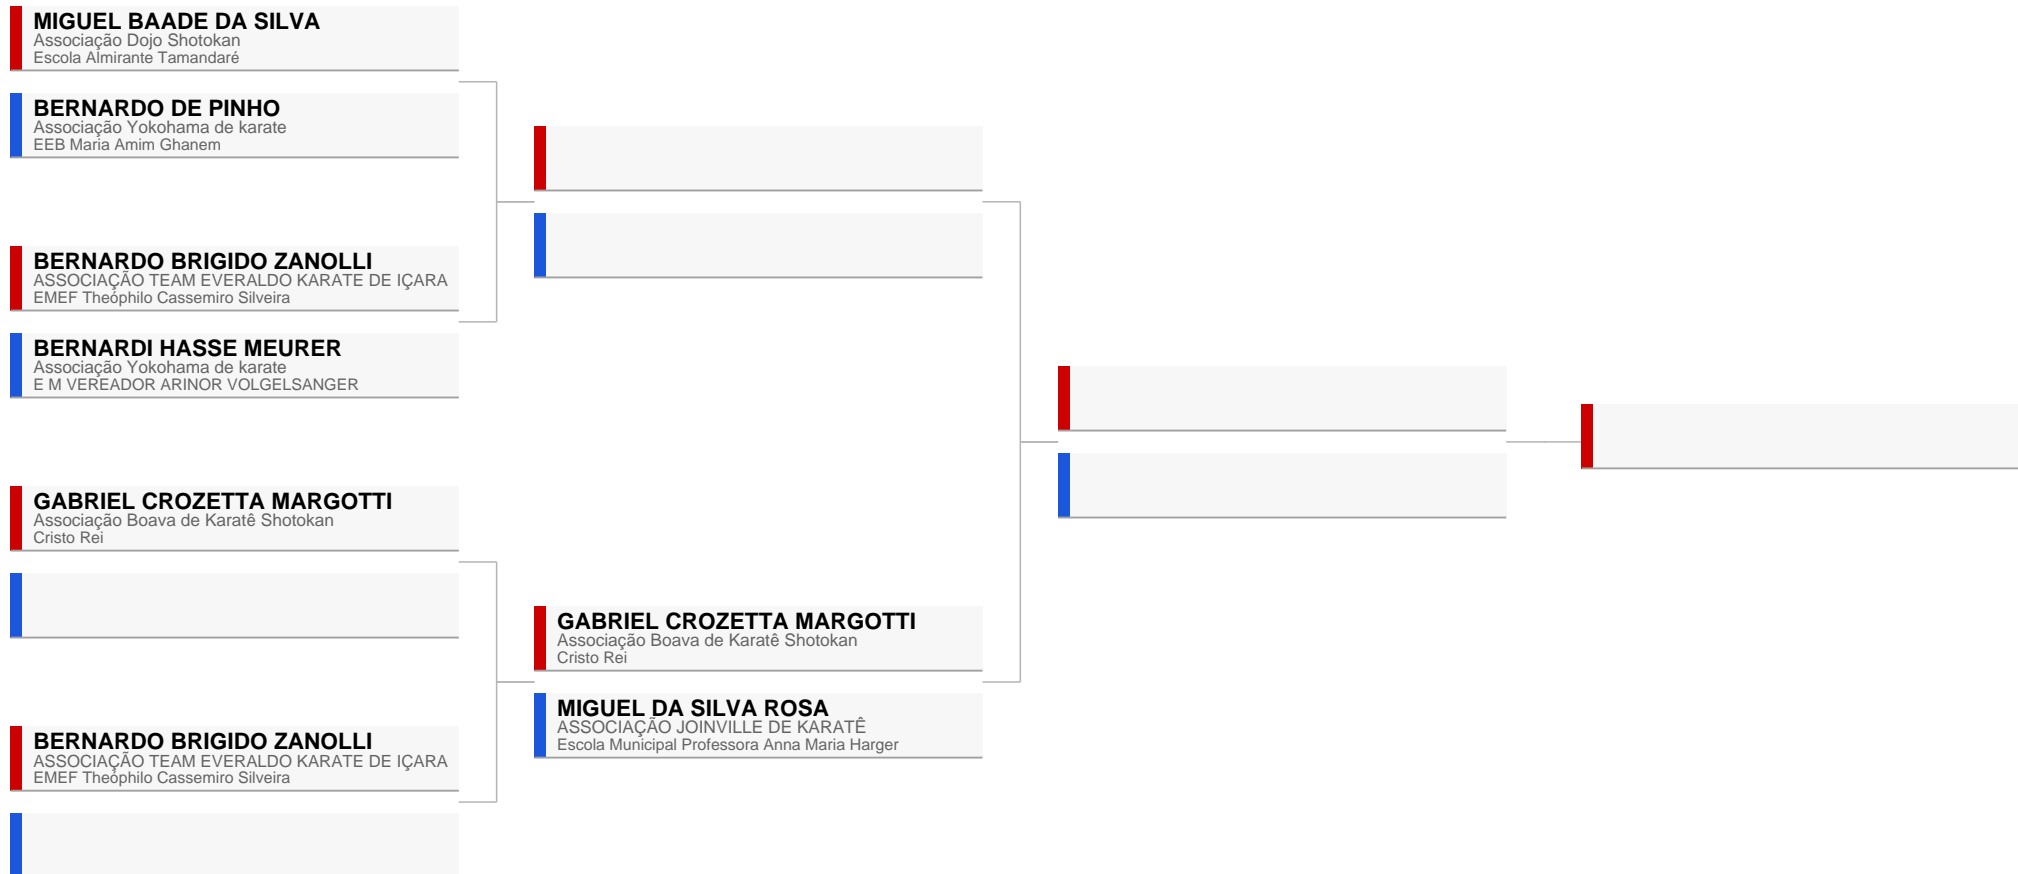 MIGUEL BAADE DA SILVA
Associação Dojo Shotokan
Escola Almirante Tamandaré
BERNARDO DE PINHO
Associação Yokohama de karate
EEB Maria Amim Ghanem
BERNARDO BRIGIDO ZANOLLI
ASSOCIAÇÃO TEAM EVERALDO KARATE DE IÇARA
EMEF Theóphilo Cassemiro Silveira
BERNARDI HASSE MEURER
Associação Yokohama de karate
E M VEREADOR ARINOR VOLGELSANGER
GABRIEL CROZETTA MARGOTTI
Associação Boava de Karatê Shotokan
Cristo Rei
BERNARDO BRIGIDO ZANOLLI
ASSOCIAÇÃO TEAM EVERALDO KARATE DE IÇARA
EMEF Theóphilo Cassemiro Silveira
GABRIEL CROZETTA MARGOTTI
Associação Boava de Karatê Shotokan
Cristo Rei
MIGUEL DA SILVA ROSA
ASSOCIAÇÃO JOINVILLE DE KARATÊ
Escola Municipal Professora Anna Maria Harger